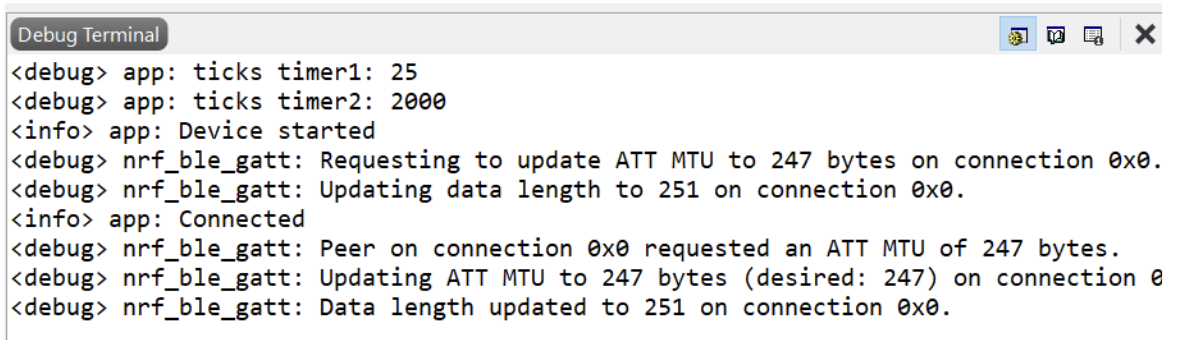 Debug Terminal
<debug> app: ticks timer1: 25
<debug> app: ticks timer2: 2000
<info> app: Device started
<debug> nrf_ble_gatt: Requesting to update ATT MTU to 247 bytes on connection 0x0.
<debug> nrf_ble_gatt: Updating data length to 251 on connection 0x0.
<info> app: Connected
<debug> nrf_ble_gatt: Peer on connection 0x0 requested an ATT MTU of 247 bytes.
<debug> nrf_ble_gatt: Updating ATT MTU to 247 bytes (desired: 247) on connection 0
<debug> nrf_ble_gatt: Data length updated to 251 on connection 0x0.